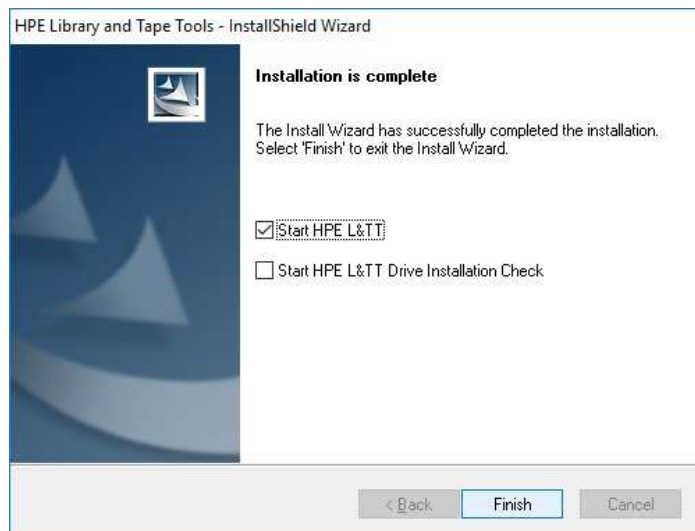 HPE Library and Tape Tools - InstallShield Wizard
Installation is complete
The Install Wizard has successfully completed the installation.
Select 'Finish' to exit the Install Wizard.
Start HPE L&TT
Start HPE L&TT Drive Installation Check
< Back
Finish
Cancel